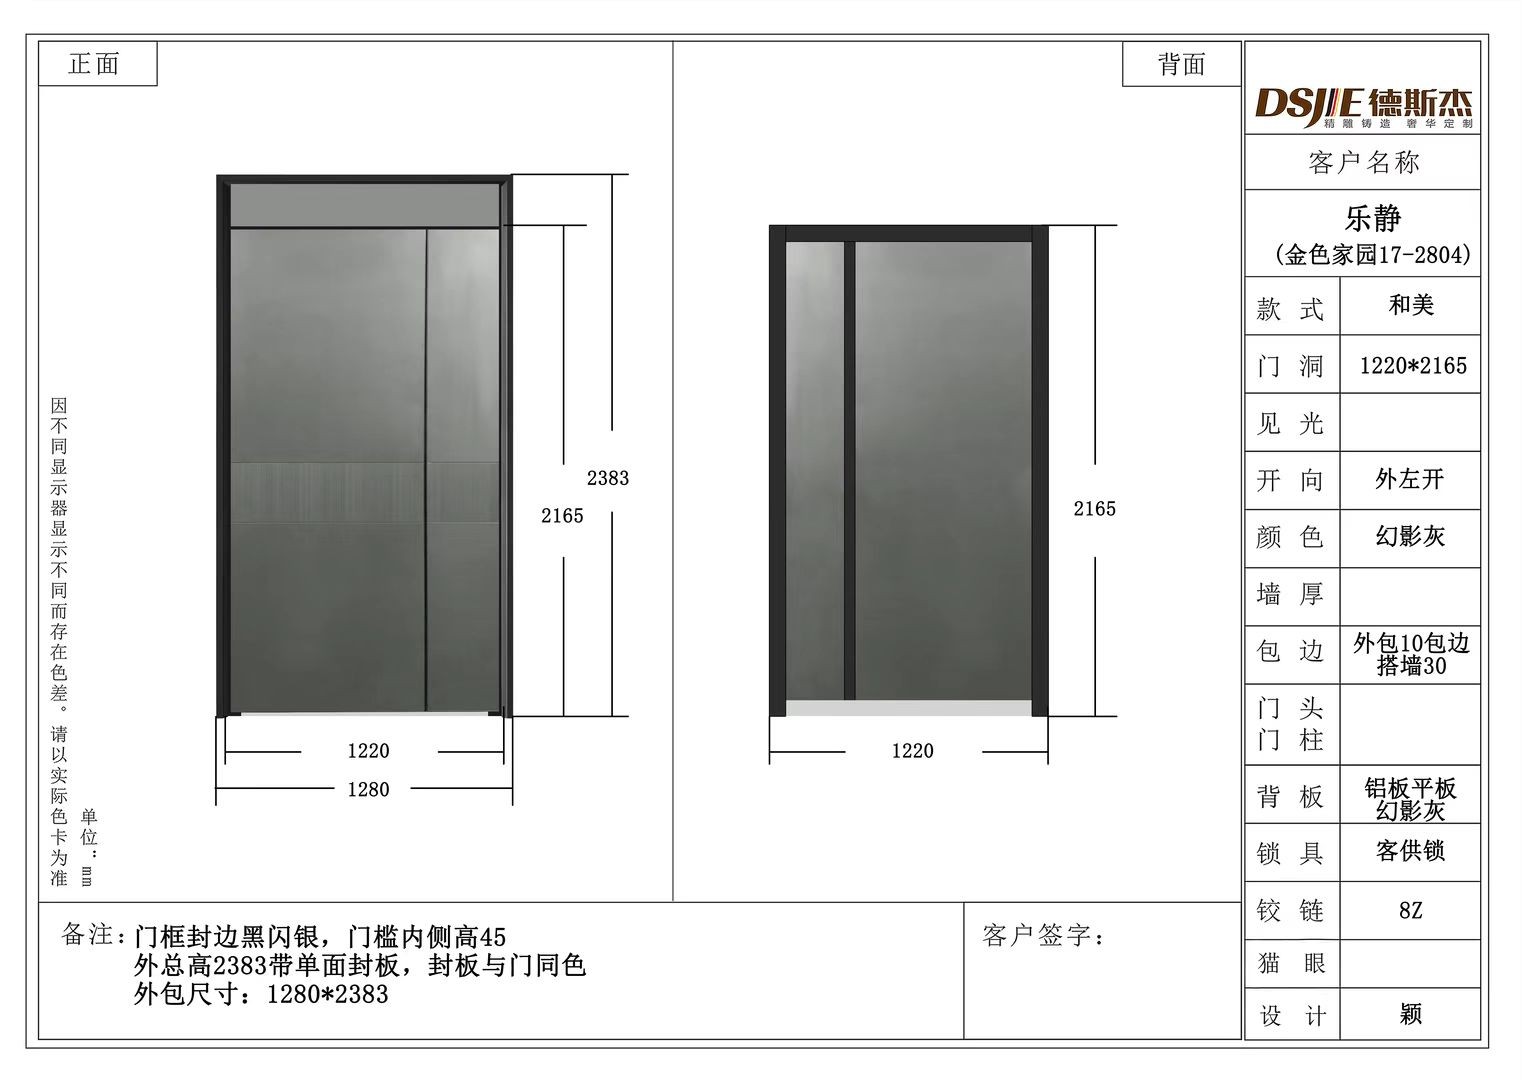 正面
背面
2383
2165
1220
1280
2165
1220
因不同显示器显示不同而存在色差。请以实际色卡为准
单位：mm
备注：门框封边黑闪银，门槛内侧高45
外总高2383带单面封板，封板与门同色
外包尺寸：1280*2383
客户签字：
DSJJE德斯杰
精雕铸造 奢华定制
客户名称
乐静
(金色家园17-2804)
款式 和美
门洞 1220*2165
见光
开向 外左开
颜色 幻影灰
墙厚
包边 外包10包边
搭墙30
门头
门柱
背板 铝板平板
幻影灰
锁具 客供锁
铰链 8Z
猫眼
设计 颖